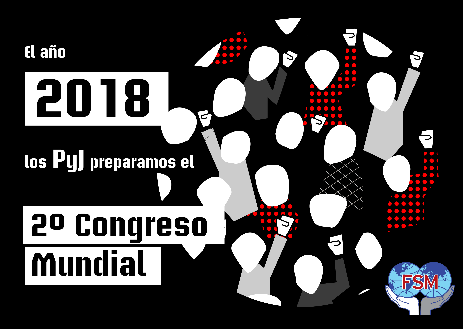 El año
2018
los PyJ preparamos el
2º Congreso
Mundial
FSM